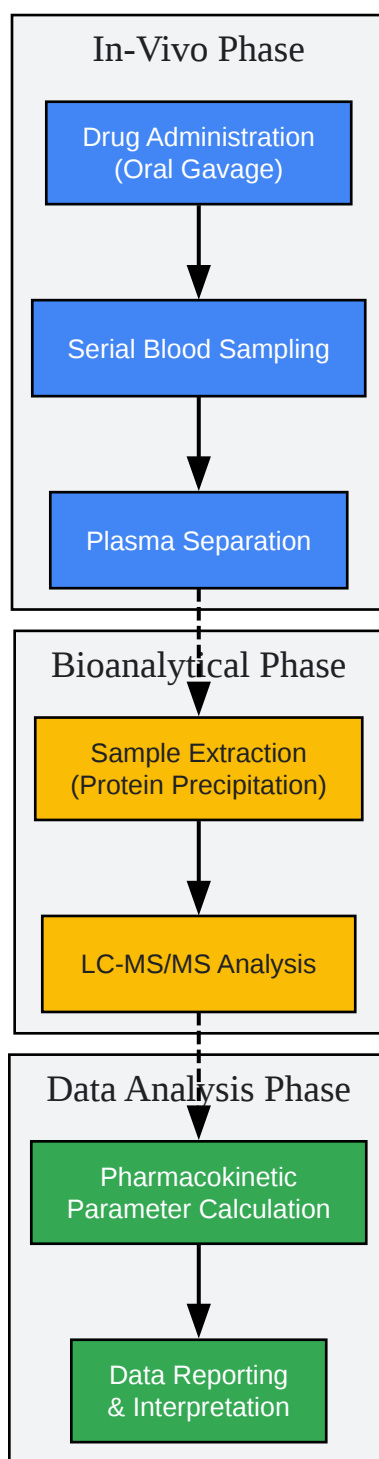 In-Vivo Phase
Drug Administration
(Oral Gavage)
Serial Blood Sampling
Plasma Separation
Bioanalytical Phase
Sample Extraction
(Protein Precipitation)
LC-MS/MS Analysis
Data Analysis Phase
Pharmacokinetic
Parameter Calculation
Data Reporting
& Interpretation